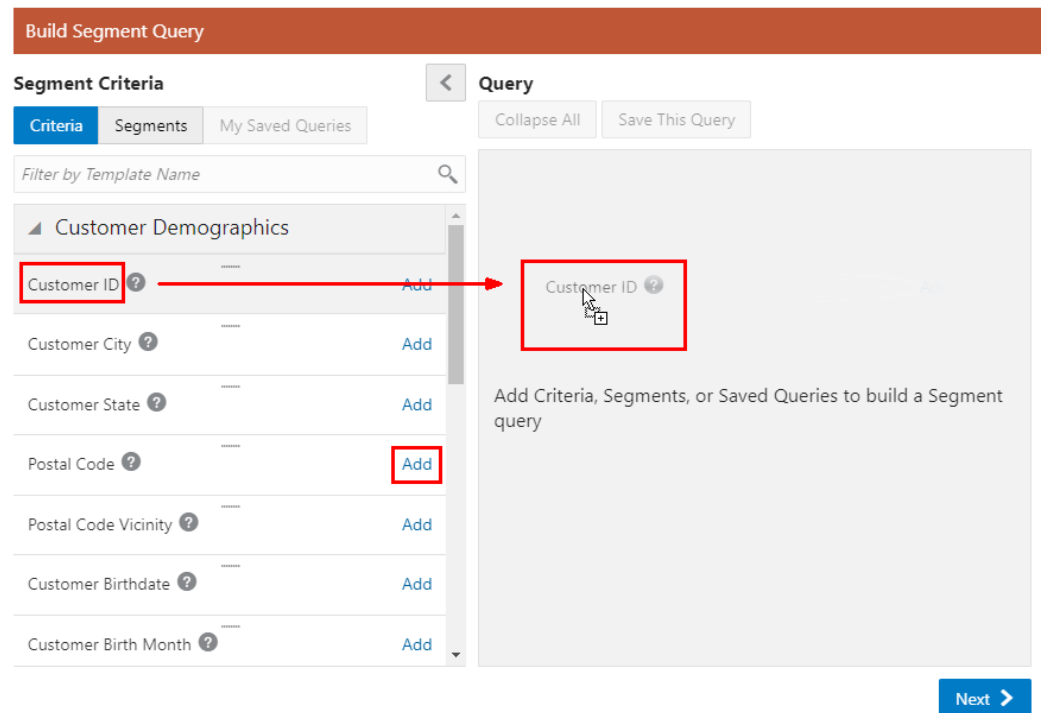 Build Segment Query
Segment Criteria
Criteria
Segments
My Saved Queries
Filter by Template Name
Customer Demographics
Customer ID ?
Add
Customer City ?
Add
Customer State ?
Add
Postal Code ?
Add
Postal Code Vicinity ?
Add
Customer Birthdate ?
Add
Customer Birth Month ?
Add
Query
Collapse All
Save This Query
Customer ID ?
Add Criteria, Segments, or Saved Queries to build a Segment
query
Next